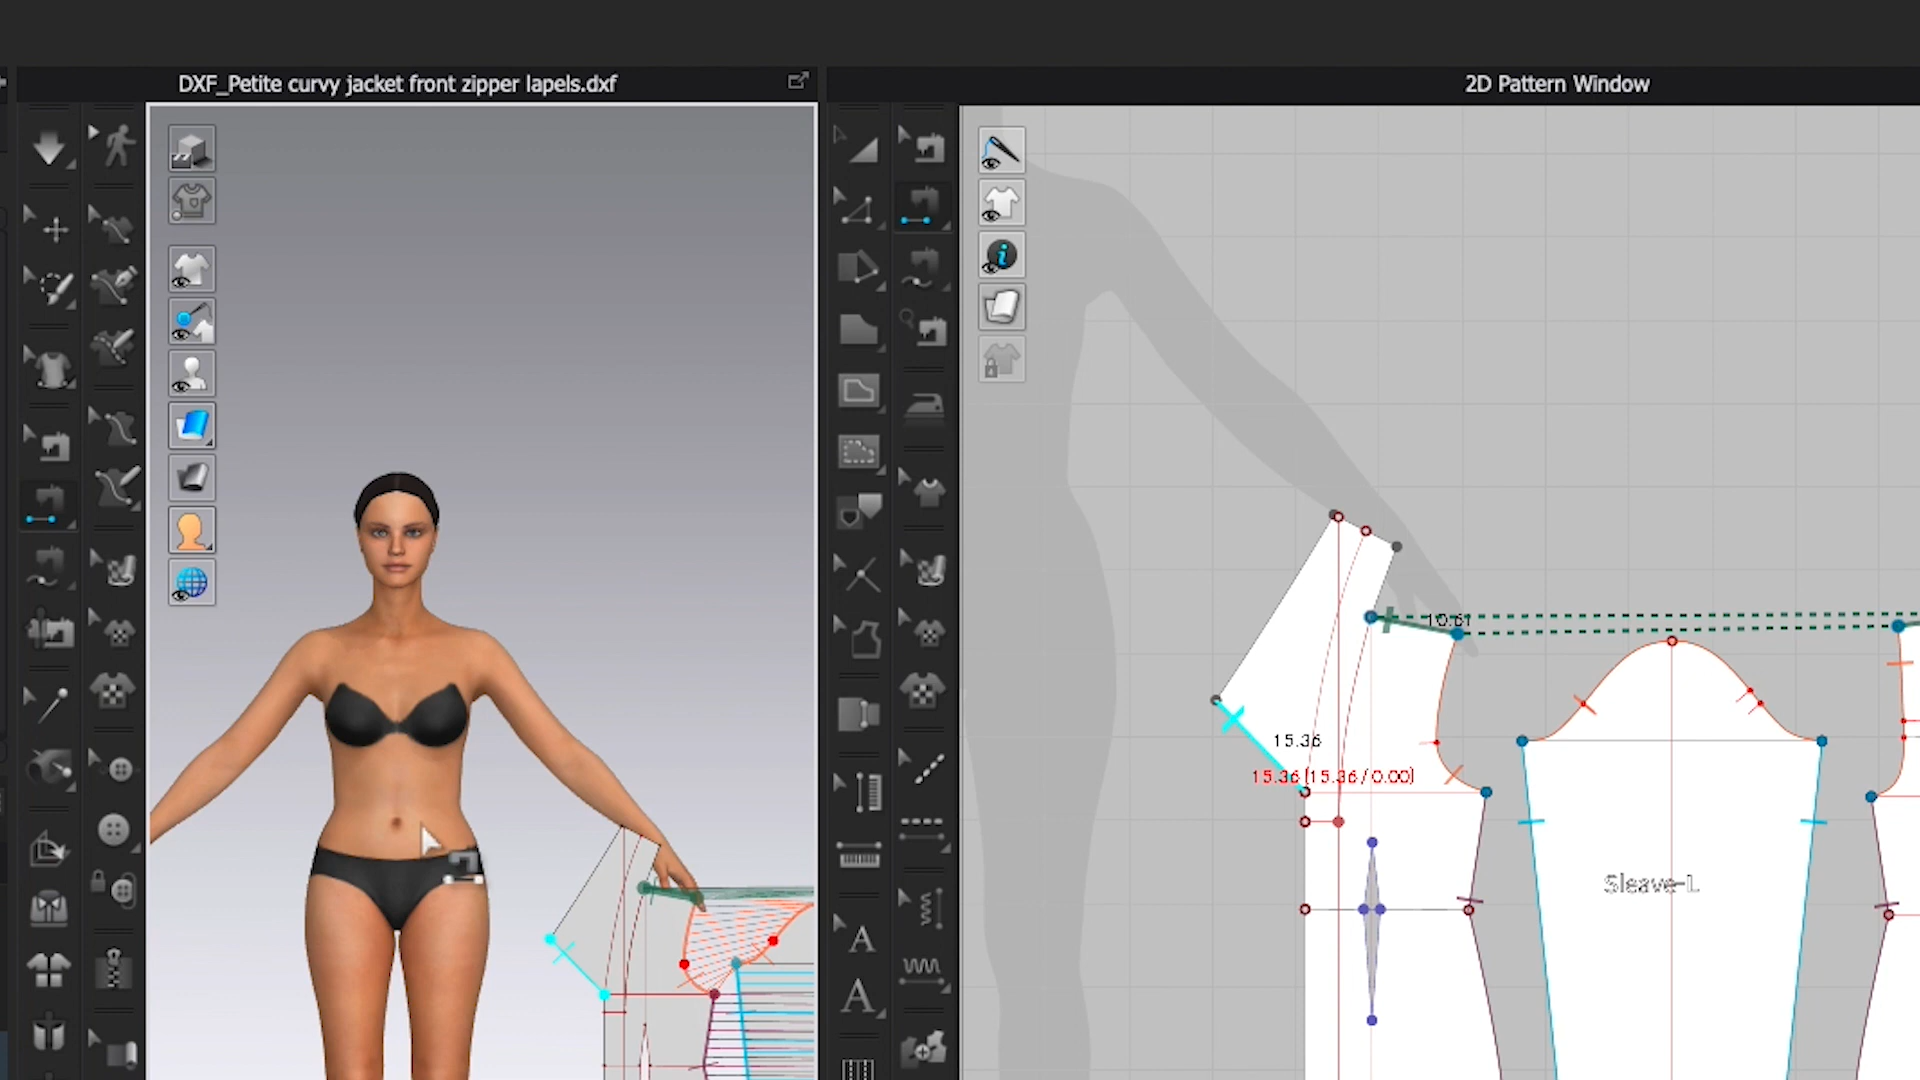 DXF_Petite curvy jacket front zipper lapels.dxf
2D Pattern Window
10.61
15.36
15.36 (15.36/0.00)
Sleave-L
A
A